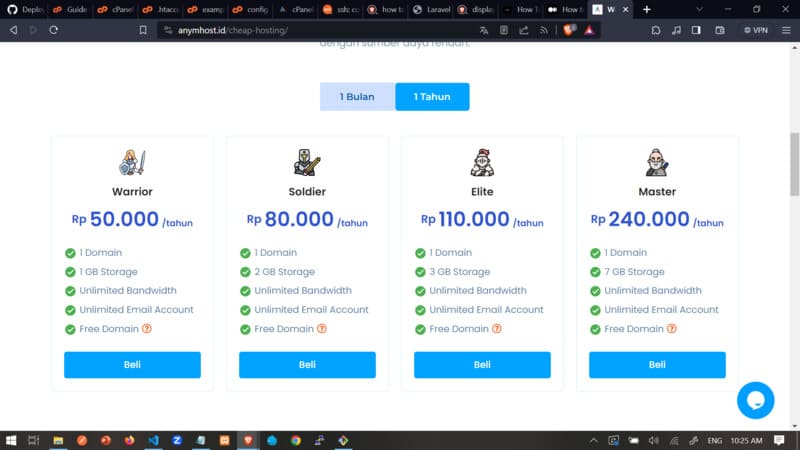 Deploy
Guide
cPanel
.htacce
examp
config
cPanel
ssh: co
how to
Laravel
display
How T
How to
W
anymhost.id/cheap-hosting/
VPN
dengan sumber daya rendah.
1 Bulan
1 Tahun
Warrior
Rp 50.000 /tahun
1 Domain
1 GB Storage
Unlimited Bandwidth
Unlimited Email Account
Free Domain ?
Beli
Soldier
Rp 80.000 /tahun
1 Domain
2 GB Storage
Unlimited Bandwidth
Unlimited Email Account
Free Domain ?
Beli
Elite
Rp 110.000 /tahun
1 Domain
3 GB Storage
Unlimited Bandwidth
Unlimited Email Account
Free Domain ?
Beli
Master
Rp 240.000 /tahun
1 Domain
7 GB Storage
Unlimited Bandwidth
Unlimited Email Account
Free Domain ?
Beli
ENG
10:25 AM